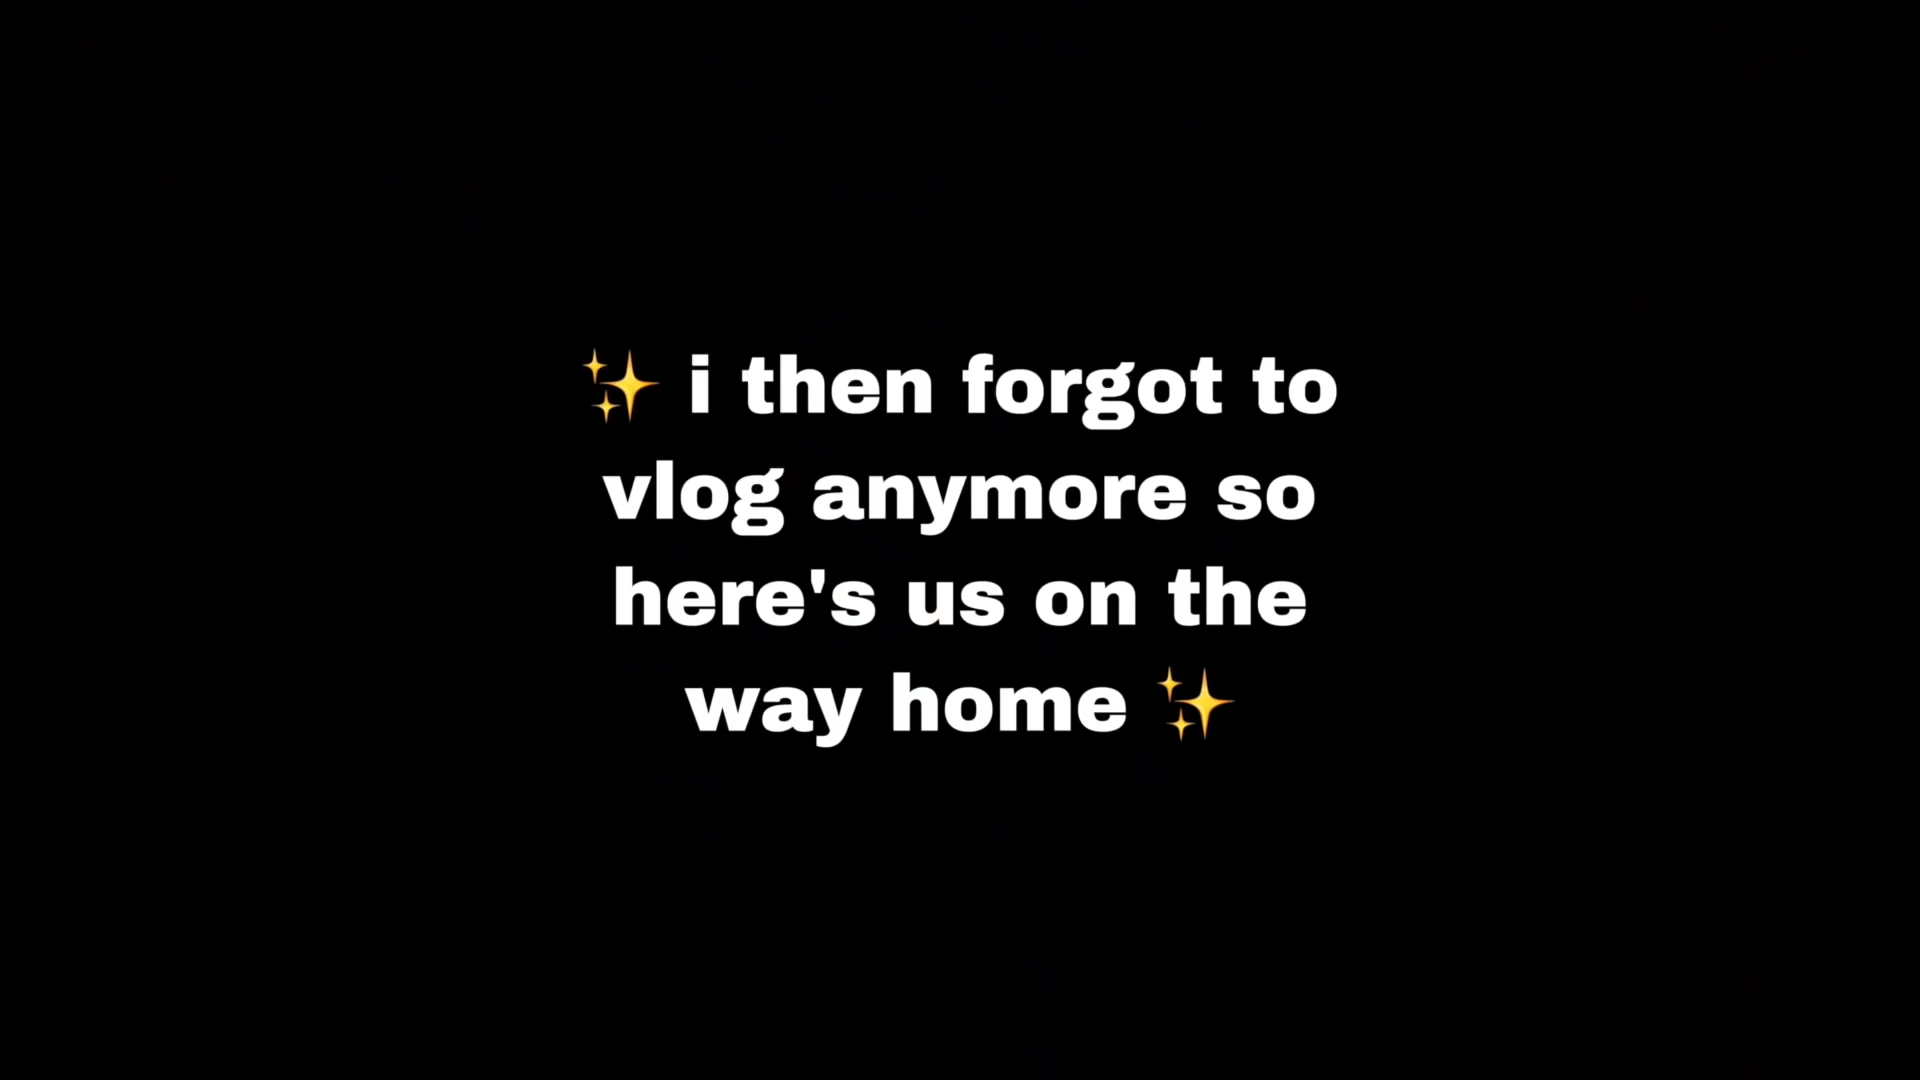 ✨ i then forgot to
vlog anymore so
here's us on the
way home ✨